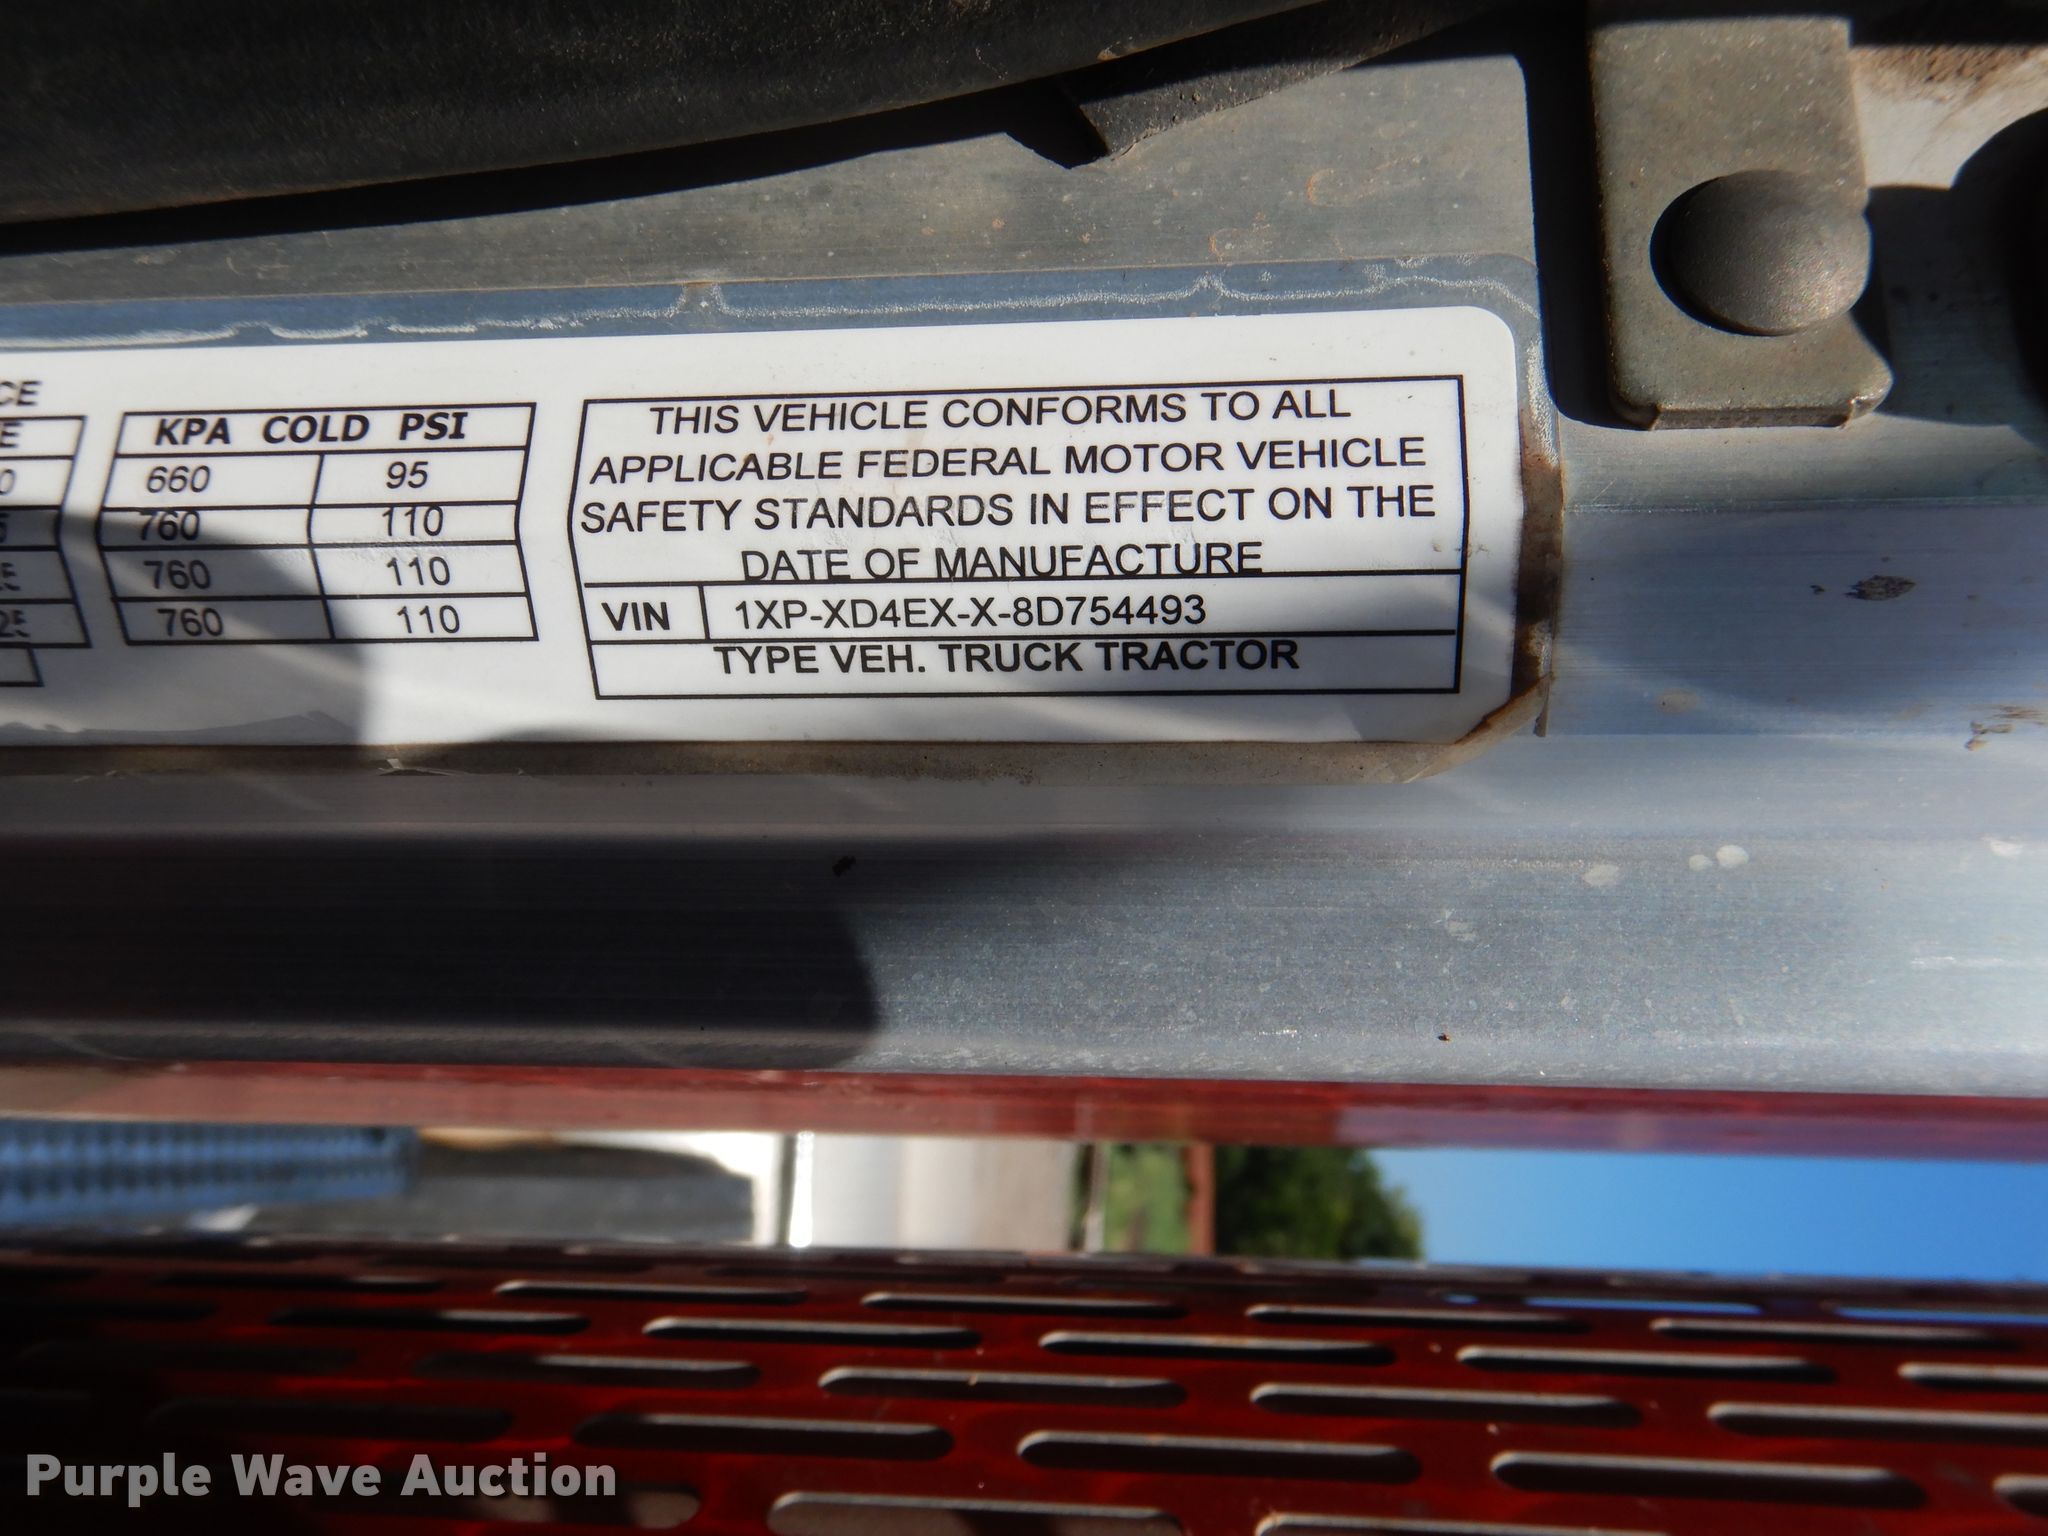 CE
E
KPA COLD PSI
660 95
760 110
760 110
760 110
THIS VEHICLE CONFORMS TO ALL
APPLICABLE FEDERAL MOTOR VEHICLE
SAFETY STANDARDS IN EFFECT ON THE
DATE OF MANUFACTURE
VIN 1XP-XD4EX-X-8D754493
TYPE VEH. TRUCK TRACTOR
Purple Wave Auction